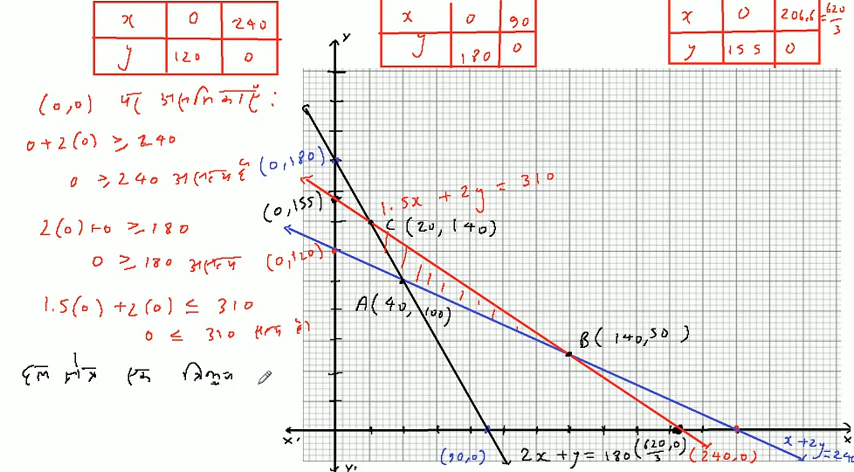 x 0 240
y 120 0
x 0 90
y 180 0
x 0 206.6 = 620/3
y 155 0
(0,0) पर
0+2(0) ≥ 240
0 ≥ 240 असत्य है
2(0)+0 ≥ 180
0 ≥ 180 असत्य
1.5(0)+2(0) ≤ 310
0 ≤ 310 सत्य है
हल क्षेत्र एक त्रिभुज
Y
(0,180)
1.5x + 2y = 310
(0,155)
C (20, 140)
(0,120)
A(40, 100)
B(140,50)
X'
X
(90,0)
2x+y=180
(620/3,0)
(240,0)
x+2y=240
Y'